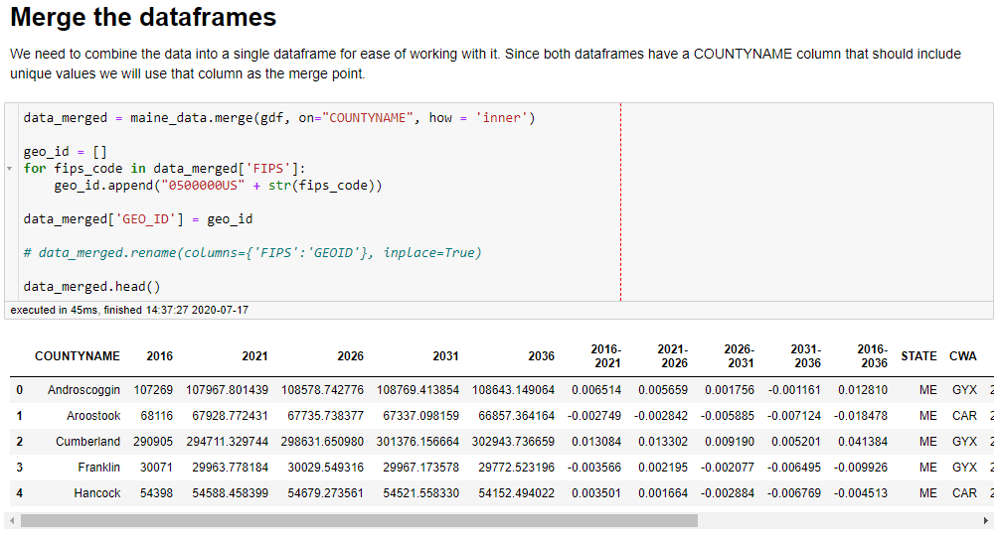 Merge the dataframes
We need to combine the data into a single dataframe for ease of working with it. Since both dataframes have a COUNTYNAME column that should include
unique values we will use that column as the merge point.
data_merged = maine_data.merge(gdf, on="COUNTYNAME", how = 'inner')
geo_id = []
for fips_code in data_merged['FIPS']:
    geo_id.append("0500000US" + str(fips_code))
data_merged['GEO_ID'] = geo_id
# data_merged.rename(columns={'FIPS':'GEOID'}, inplace=True)
data_merged.head()
executed in 45ms, finished 14:37:27 2020-07-17
2016- 2021- 2026- 2031- 2016-
COUNTYNAME 2016 2021 2026 2031 2036 STATE CWA
2021 2026 2031 2036 2036
0 Androscoggin 107269 107967.801439 108578.742776 108769.413854 108643.149064 0.006514 0.005659 0.001756 -0.001161 0.012810 ME GYX
1 Aroostook 68116 67928.772431 67735.738377 67337.098159 66857.364164 -0.002749 -0.002842 -0.005885 -0.007124 -0.018478 ME CAR
2 Cumberland 290905 294711.329744 298631.650980 301376.156664 302943.736659 0.013084 0.013302 0.009190 0.005201 0.041384 ME GYX
3 Franklin 30071 29963.778184 30029.549316 29967.173578 29772.523196 -0.003566 0.002195 -0.002077 -0.006495 -0.009926 ME GYX
4 Hancock 54398 54588.458399 54679.273561 54521.558330 54152.494022 0.003501 0.001664 -0.002884 -0.006769 -0.004513 ME CAR